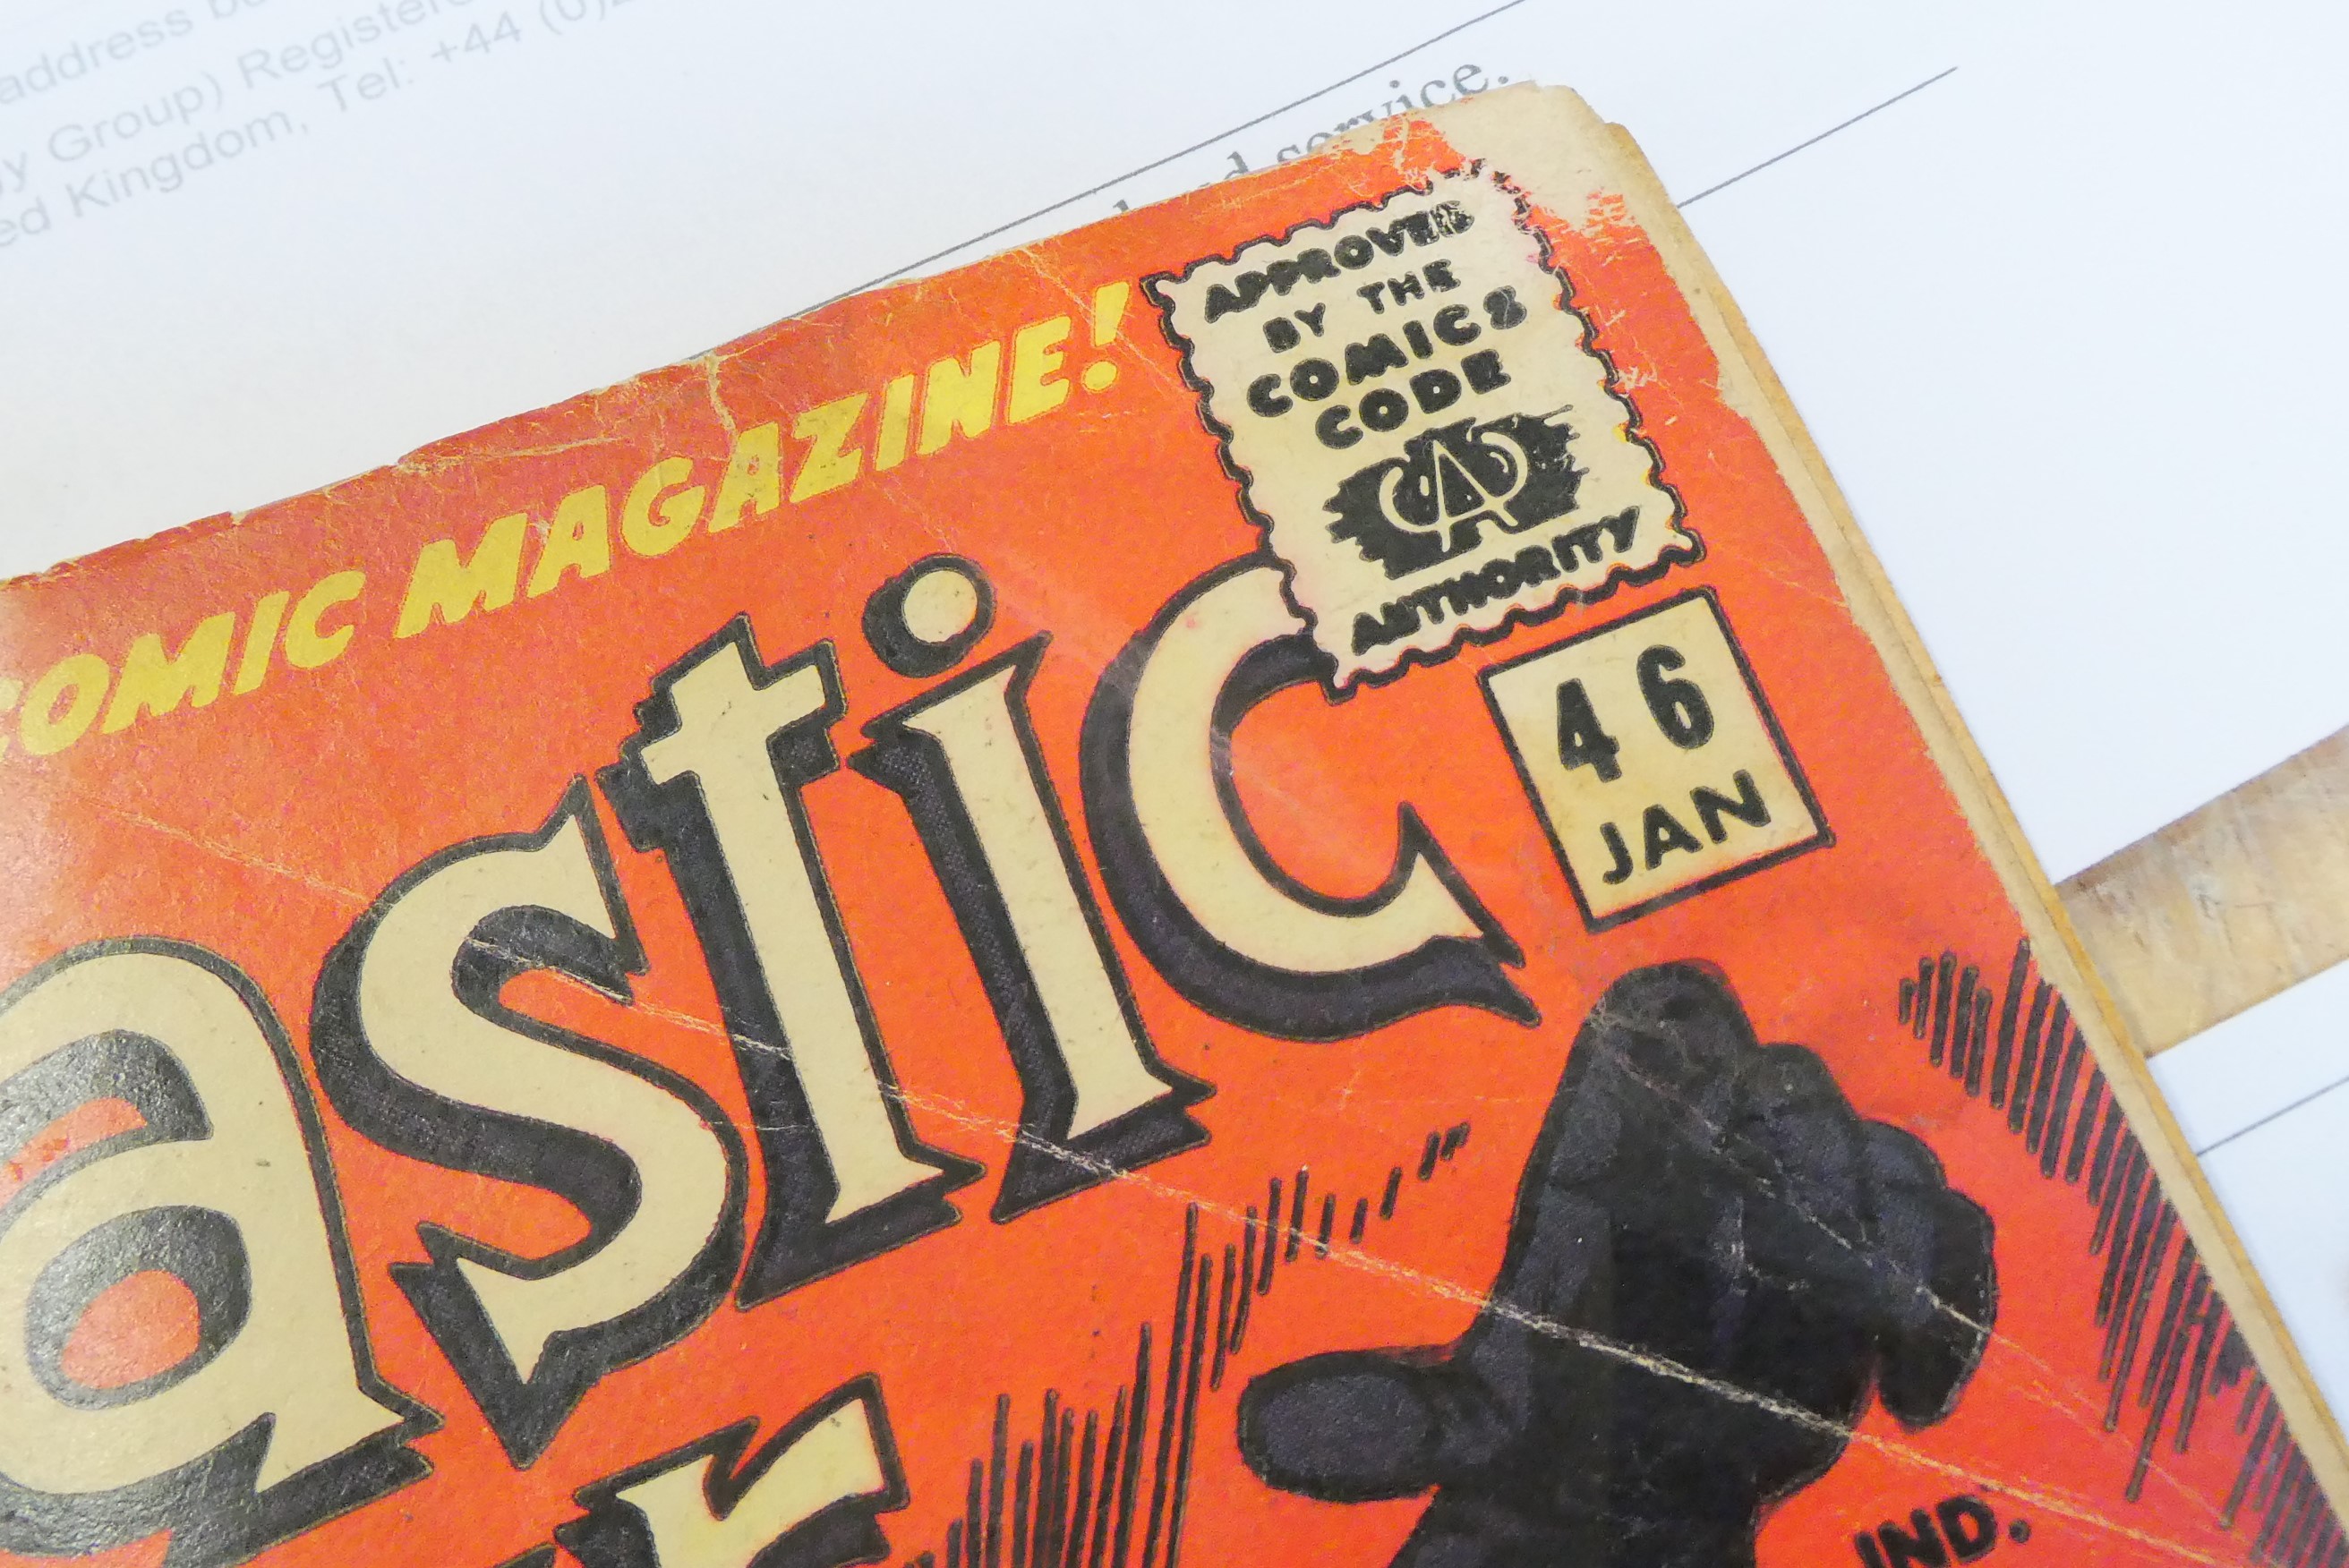 address
Group) Registere
Kingdom, Tel: +44 (0)
service.
COMIC MAGAZINE!
APPROVED
BY THE
COMICS
CODE
CA
AUTHORITY
astic
46
JAN
IND.